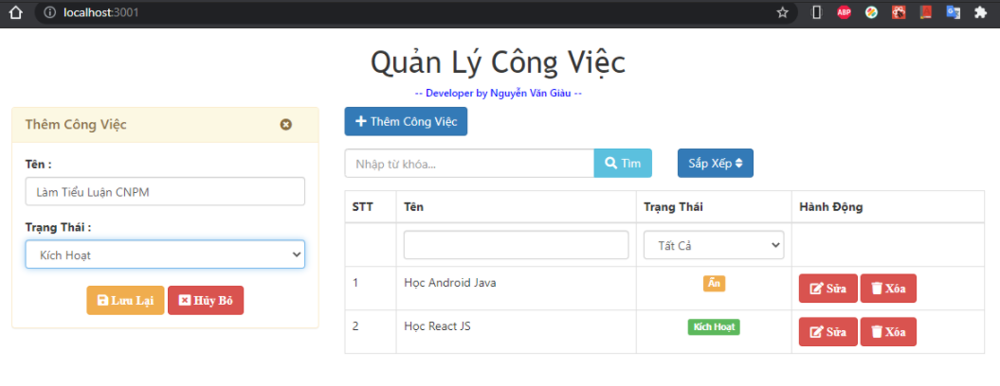 localhost:3001
ABP
Quản Lý Công Việc
-- Developer by Nguyễn Văn Giàu --
Thêm Công Việc
Tên :
Làm Tiểu Luận CNPM
Trạng Thái :
Kích Hoạt
Lưu Lại Hủy Bỏ
Thêm Công Việc
Nhập từ khóa... Tìm Sắp Xếp
STT Tên Trạng Thái Hành Động
Tất Cả
1 Học Android Java Ẩn Sửa Xóa
2 Học React JS Kích Hoạt Sửa Xóa